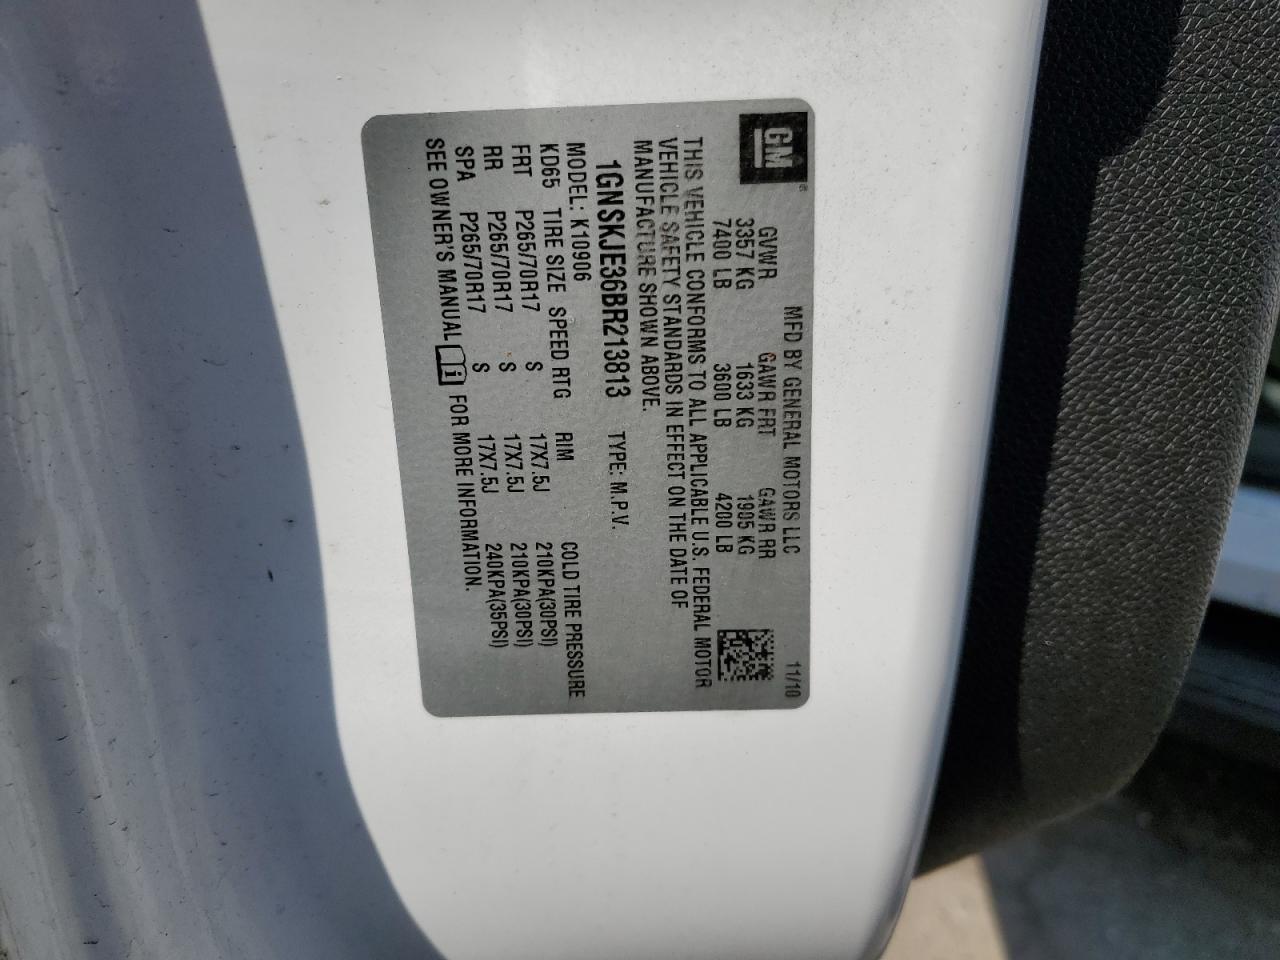 GM®
MFD BY GENERAL MOTORS LLC 11/10
GVWR GAWR FRT GAWR RR
3357 KG 1633 KG 1905 KG
7400 LB 3600 LB 4200 LB
THIS VEHICLE CONFORMS TO ALL APPLICABLE U.S. FEDERAL MOTOR
VEHICLE SAFETY STANDARDS IN EFFECT ON THE DATE OF
MANUFACTURE SHOWN ABOVE.
1GNSKJE36BR213813 TYPE: M.P.V.
MODEL: K10906
KD65 TIRE SIZE SPEED RTG RIM COLD TIRE PRESSURE
FRT P265/70R17 S 17X7.5J 210KPA(30PSI)
RR P265/70R17 S 17X7.5J 210KPA(30PSI)
SPA P265/70R17 S 17X7.5J 240KPA(35PSI)
SEE OWNER'S MANUAL i FOR MORE INFORMATION.